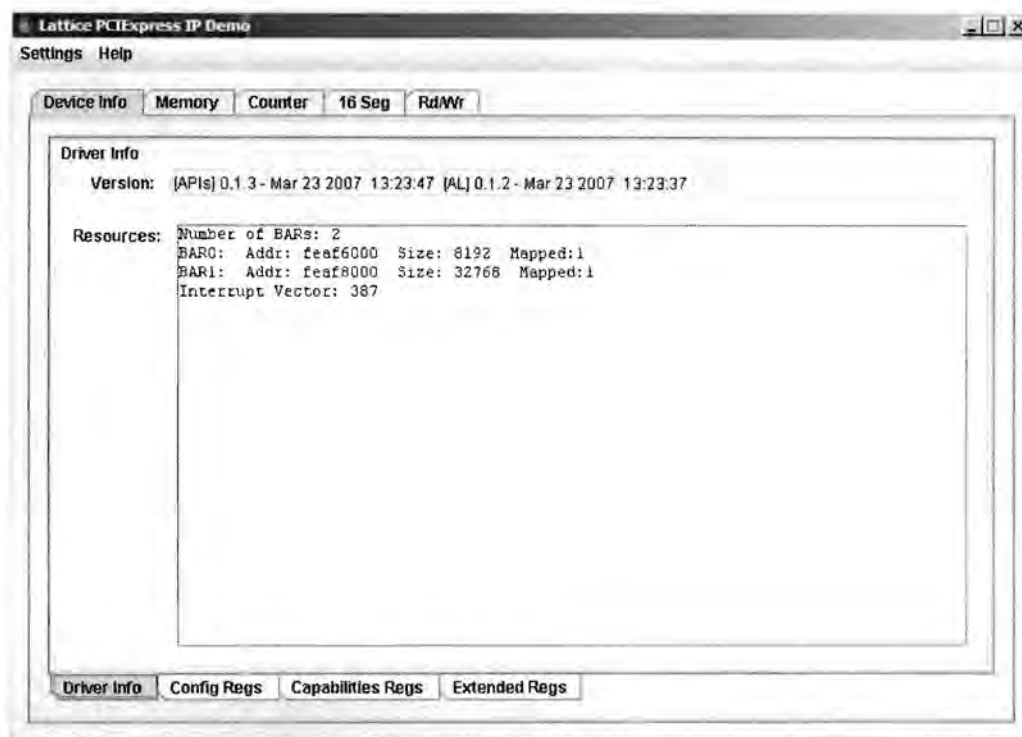 Lattice PCIExpress IP Demo
Settings Help
Device Info Memory Counter 16 Seg Rd/Wr
Driver Info
Version: [APIs] 0.1.3 - Mar 23 2007 13:23:47 [AL] 0.1.2 - Mar 23 2007 13:23:37
Resources: Number of BARs: 2
BAR0: Addr: feaf6000 Size: 8192 Mapped:1
BAR1: Addr: feaf8000 Size: 32768 Mapped:1
Interrupt Vector: 387
Driver Info Config Regs Capabilities Regs Extended Regs